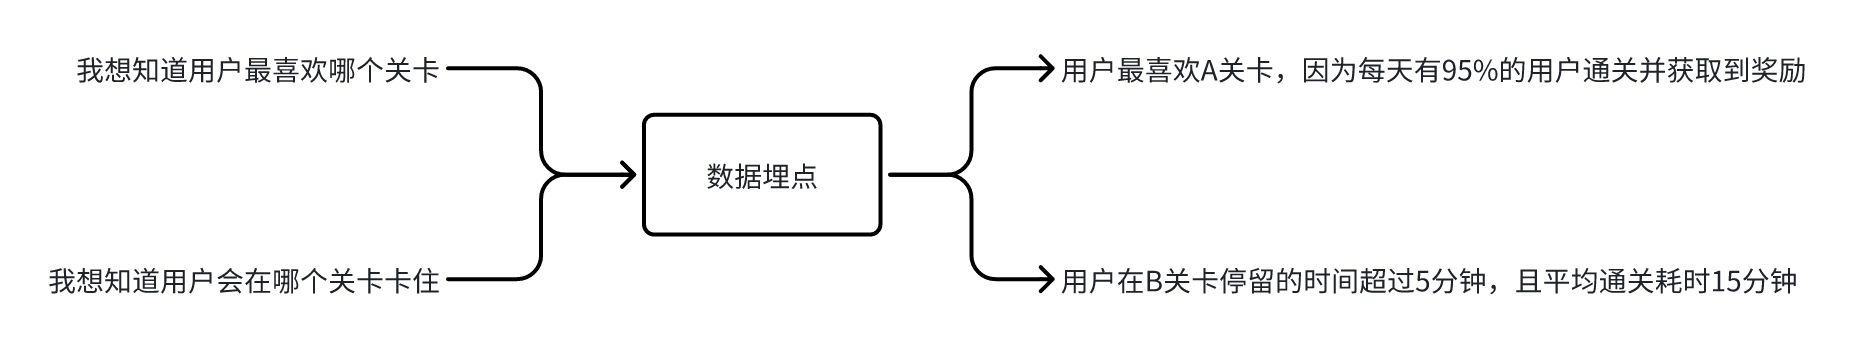 我想知道用户最喜欢哪个关卡
我想知道用户会在哪个关卡卡住
数据埋点
用户最喜欢A关卡，因为每天有95%的用户通关并获取到奖励
用户在B关卡停留的时间超过5分钟，且平均通关耗时15分钟